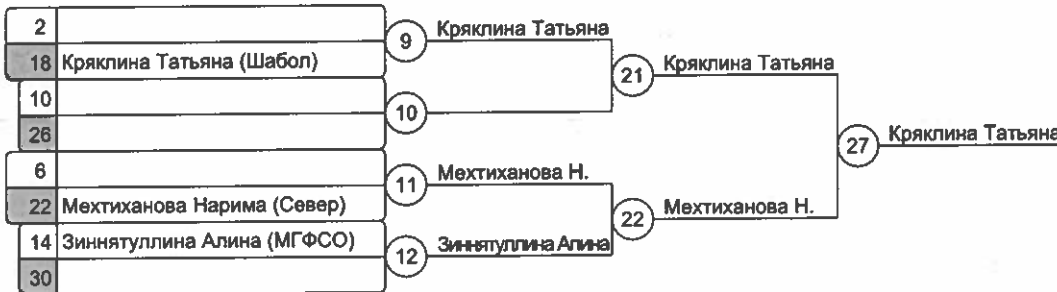 2
9 Кряклина Татьяна
18 Кряклина Татьяна (Шабол)
21 Кряклина Татьяна
10
10
26
27 Кряклина Татьяна
6
11 Мехтиханова Н.
22 Мехтиханова Нарима (Север)
22 Мехтиханова Н.
14 Зиннятуллина Алина (МГФСО)
12 Зиннятуллина Алина
30